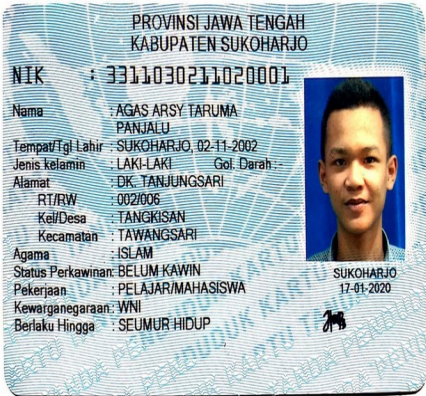 PROVINSI JAWA TENGAH
KABUPATEN SUKOHARJO
NIK : 3311030211020001
Nama : AGAS ARSY TARUMA
PANJALU
Tempat/Tgl Lahir : SUKOHARJO, 02-11-2002
Jenis kelamin : LAKI-LAKI Gol. Darah :-
Alamat : DK. TANJUNGSARI
RT/RW : 002/006
Kel/Desa : TANGKISAN
Kecamatan : TAWANGSARI
Agama : ISLAM
Status Perkawinan: BELUM KAWIN
Pekerjaan : PELAJAR/MAHASISWA
Kewarganegaraan: WNI
Berlaku Hingga : SEUMUR HIDUP
SUKOHARJO
17-01-2020